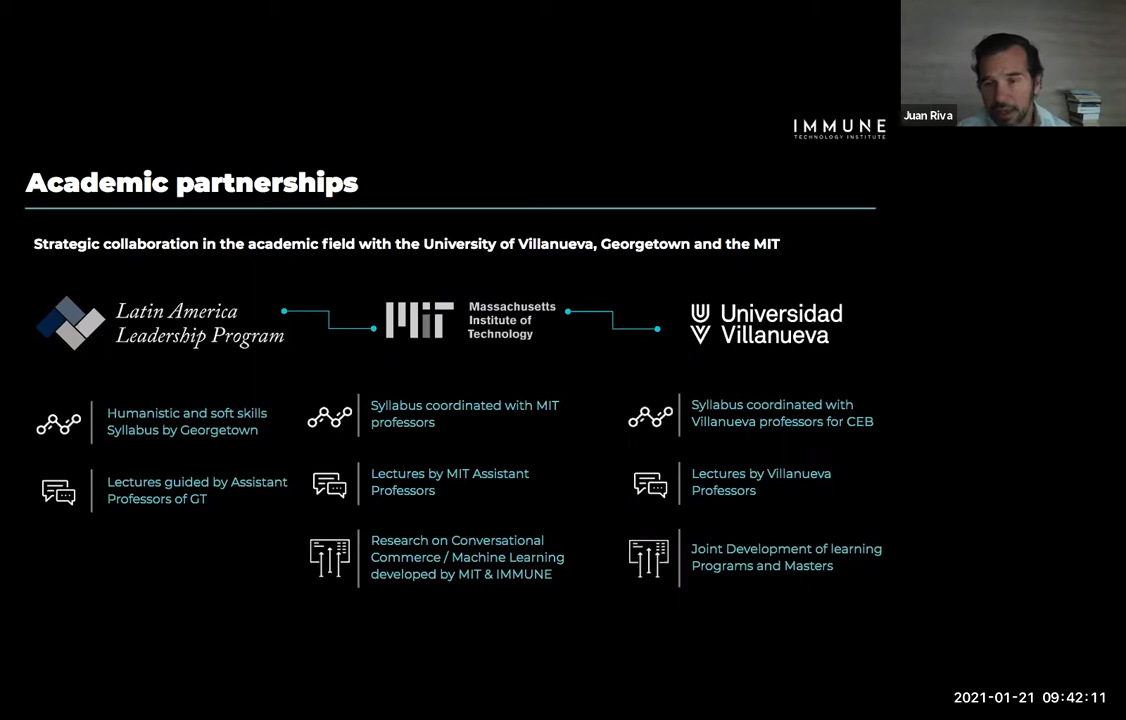 Juan Riva
IMMUNE
TECHNOLOGY INSTITUTE
Academic partnerships
Strategic collaboration in the academic field with the University of Villanueva, Georgetown and the MIT
Latin America
Leadership Program
MIT
Massachusetts
Institute of
Technology
Universidad
Villanueva
Humanistic and soft skills
Syllabus by Georgetown
Lectures guided by Assistant
Professors of GT
Syllabus coordinated with MIT
professors
Lectures by MIT Assistant
Professors
Research on Conversational
Commerce / Machine Learning
developed by MIT & IMMUNE
Syllabus coordinated with
Villanueva professors for CEB
Lectures by Villanueva
Professors
Joint Development of learning
Programs and Masters
2021-01-21 09:42:11